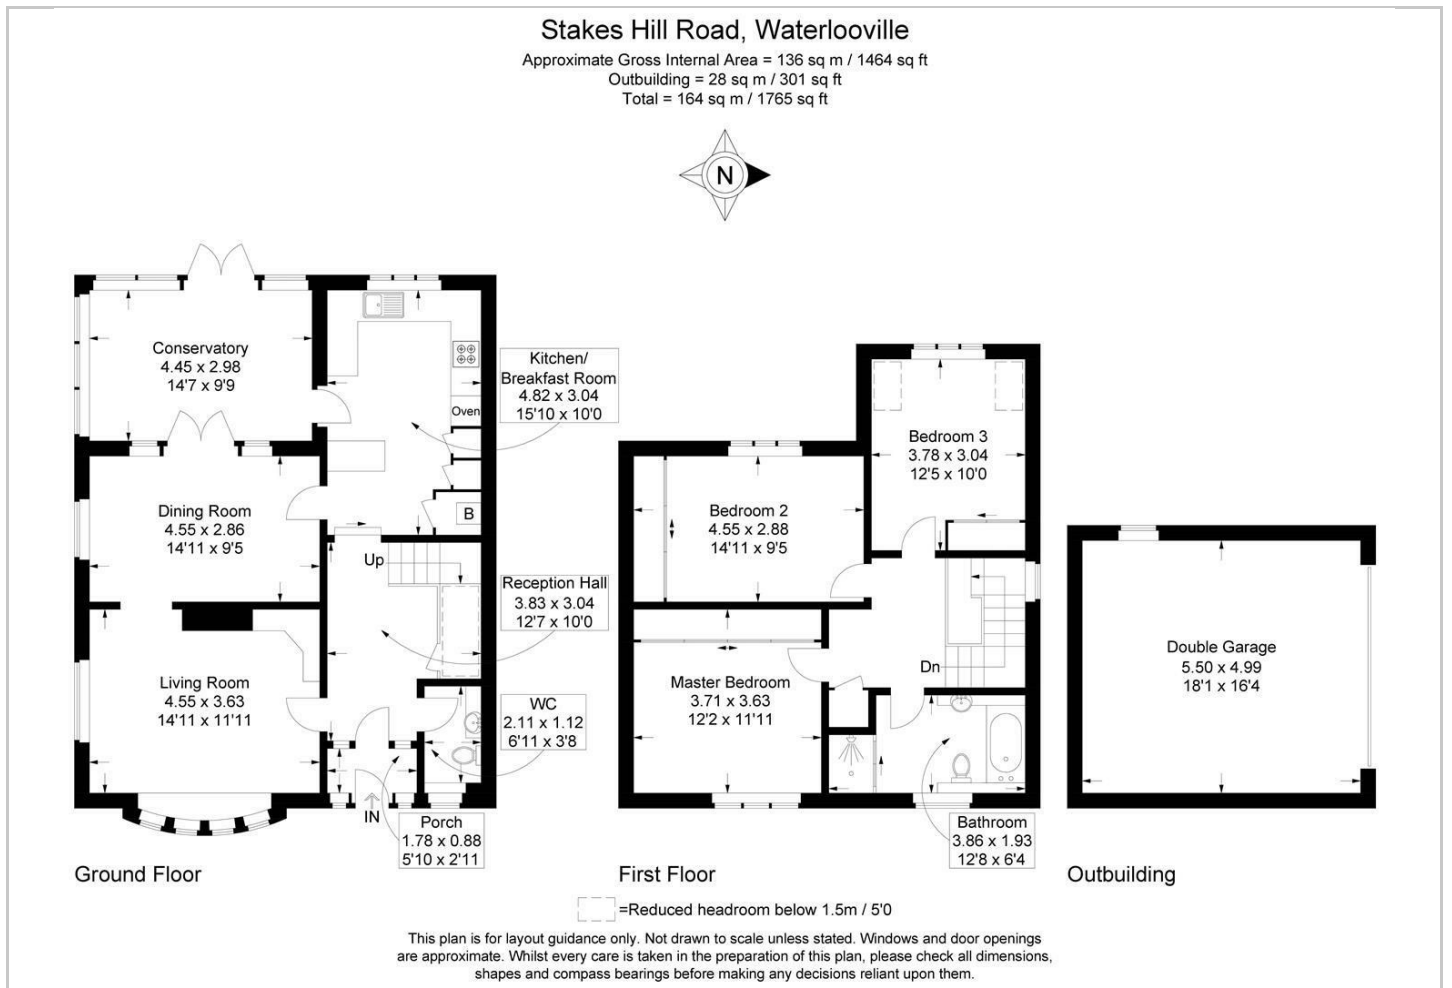 Stakes Hill Road, Waterlooville
Approximate Gross Internal Area = 136 sq m / 1464 sq ft
Outbuilding = 28 sq m / 301 sq ft
Total = 164 sq m / 1765 sq ft
N
Conservatory
4.45 x 2.98
14'7 x 9'9
Kitchen/
Breakfast Room
4.82 x 3.04
15'10 x 10'0
Oven
B
Dining Room
4.55 x 2.86
14'11 x 9'5
Up
Reception Hall
3.83 x 3.04
12'7 x 10'0
Living Room
4.55 x 3.63
14'11 x 11'11
WC
2.11 x 1.12
6'11 x 3'8
IN
Porch
1.78 x 0.88
5'10 x 2'11
Ground Floor
Bedroom 3
3.78 x 3.04
12'5 x 10'0
Bedroom 2
4.55 x 2.88
14'11 x 9'5
Dn
Master Bedroom
3.71 x 3.63
12'2 x 11'11
Bathroom
3.86 x 1.93
12'8 x 6'4
First Floor
Double Garage
5.50 x 4.99
18'1 x 16'4
Outbuilding
=Reduced headroom below 1.5m / 5'0
This plan is for layout guidance only. Not drawn to scale unless stated. Windows and door openings
are approximate. Whilst every care is taken in the preparation of this plan, please check all dimensions,
shapes and compass bearings before making any decisions reliant upon them.